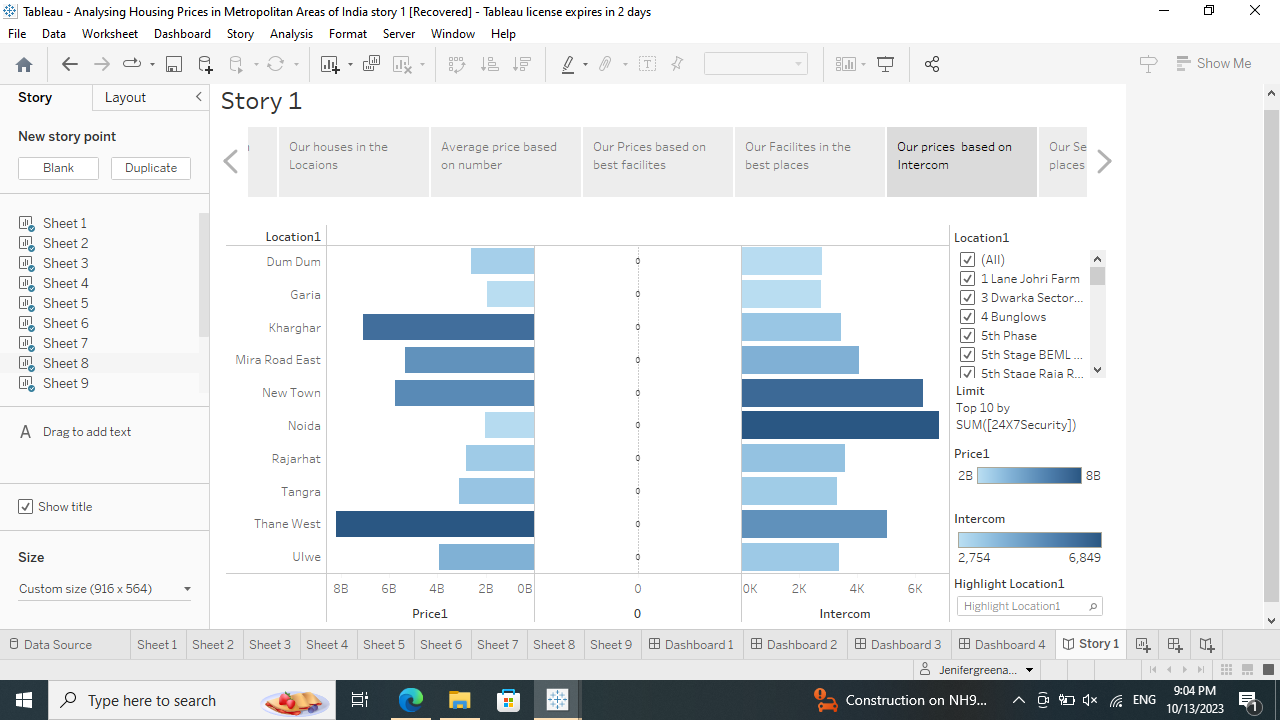 Tableau - Analysing Housing Prices in Metropolitan Areas of India story 1 [Recovered] - Tableau license expires in 2 days
File Data Worksheet Dashboard Story Analysis Format Server Window Help
Show Me
Story Layout
New story point
Blank Duplicate
Sheet 1
Sheet 2
Sheet 3
Sheet 4
Sheet 5
Sheet 6
Sheet 7
Sheet 8
Sheet 9
A Drag to add text
Show title
Size
Custom size (916 x 564)
Story 1
Our houses in the
Locaions
Average price based
on number
Our Prices based on
best facilites
Our Facilites in the
best places
Our prices based on
Intercom
Our Se
places
Location1
Dum Dum 0
Garia 0
Kharghar 0
Mira Road East 0
New Town 0
Noida 0
Rajarhat 0
Tangra 0
Thane West 0
Ulwe 0
8B 6B 4B 2B 0B 0 0K 2K 4K 6K
Price1 0 Intercom
Location1
(All)
1 Lane Johri Farm
3 Dwarka Sector...
4 Bunglows
5th Phase
5th Stage BEML ...
5th Stage Raja R...
Limit
Top 10 by
SUM([24X7Security])
Price1
2B 8B
Intercom
2,754 6,849
Highlight Location1
Highlight Location1
Data Source Sheet 1 Sheet 2 Sheet 3 Sheet 4 Sheet 5 Sheet 6 Sheet 7 Sheet 8 Sheet 9 Dashboard 1 Dashboard 2 Dashboard 3 Dashboard 4 Story 1
Jenifergreena...
Type here to search
Construction on NH9...
ENG
9:04 PM
10/13/2023
1